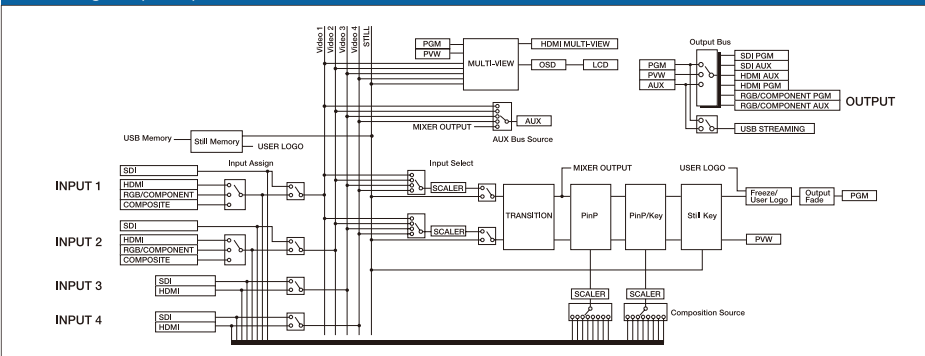 Video 1
Video 2
Video 3
Video 4
STILL
PGM
PVW
MULTI-VIEW
HDMI MULTI-VIEW
OSD
LCD
Output Bus
PGM
PVW
AUX
SDI PGM
SDI AUX
HDMI AUX
HDMI PGM
RGB/COMPONENT PGM
RGB/COMPONENT AUX
OUTPUT
USB STREAMING
MIXER OUTPUT
AUX
AUX Bus Source
USB Memory
Still Memory
USER LOGO
Input Assign
Input Select
INPUT 1
SDI
HDMI
RGB/COMPONENT
COMPOSITE
INPUT 2
SDI
HDMI
RGB/COMPONENT
COMPOSITE
INPUT 3
SDI
HDMI
INPUT 4
SDI
HDMI
SCALER
SCALER
TRANSITION
MIXER OUTPUT
PinP
PinP/Key
Still Key
USER LOGO
Freeze/
User Logo
Output
Fade
PGM
PVW
SCALER
SCALER
Composition Source